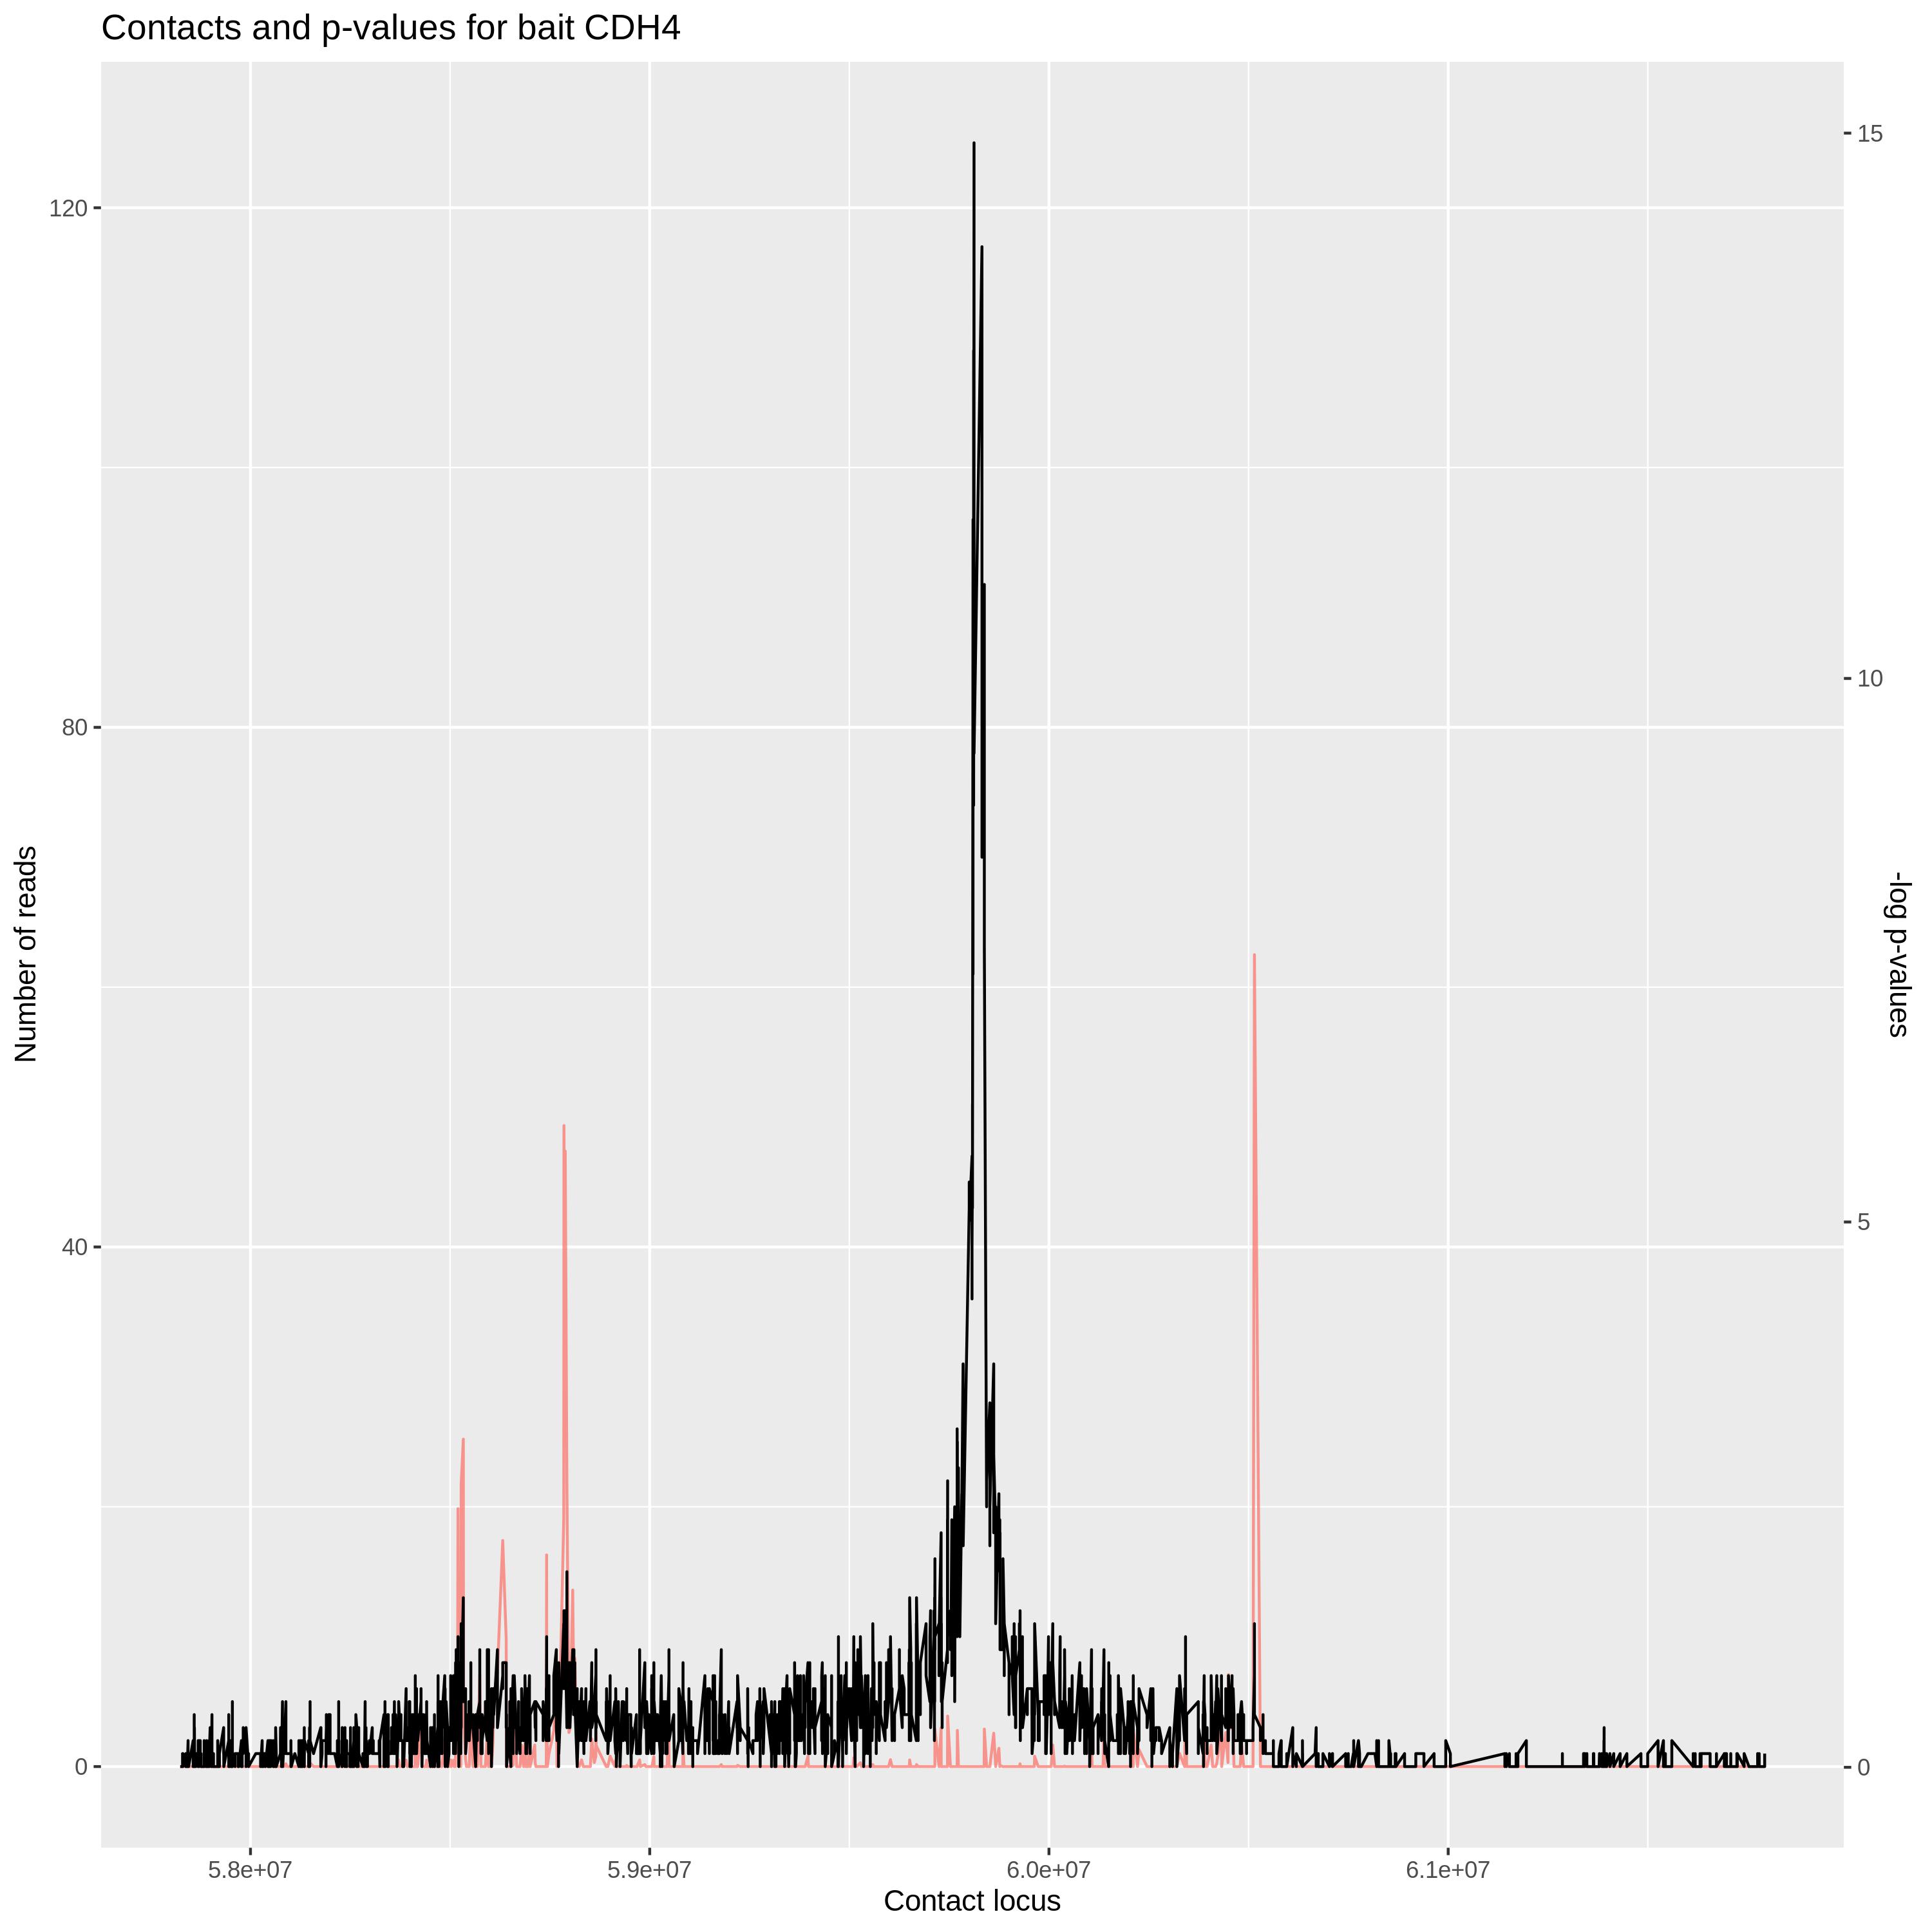 Contacts and p-values for bait CDH4
120
80
40
0
Number of reads
15
10
5
0
-log p-values
5.8e+07
5.9e+07
6.0e+07
6.1e+07
Contact locus